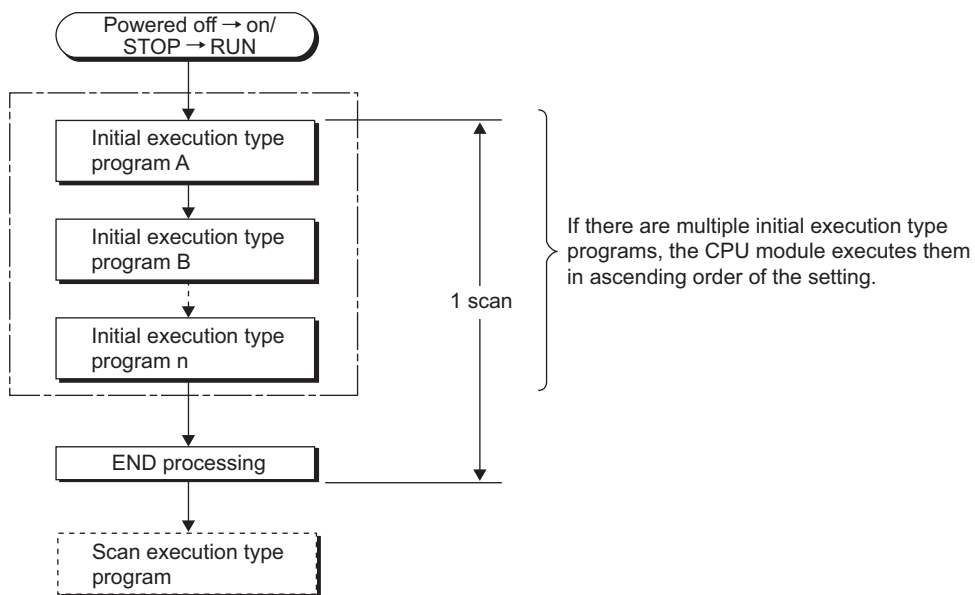 Powered off → on/
STOP → RUN
Initial execution type
program A
Initial execution type
program B
Initial execution type
program n
END processing
Scan execution type
program
1 scan
If there are multiple initial execution type
programs, the CPU module executes them
in ascending order of the setting.